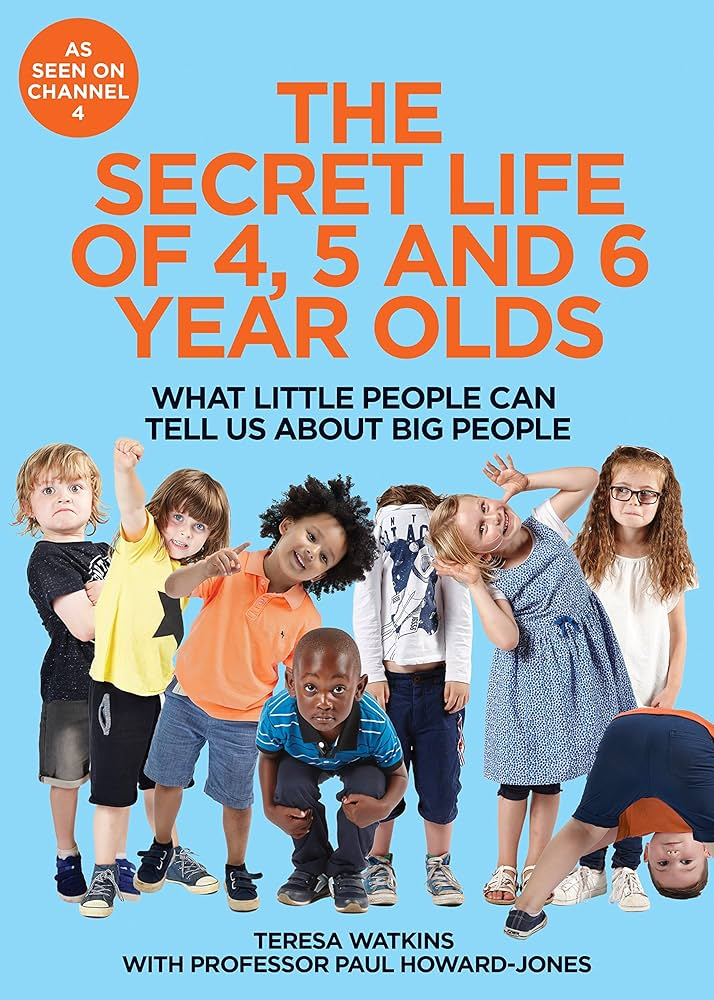 AS
SEEN ON
CHANNEL
4
THE
SECRET LIFE
OF 4, 5 AND 6
YEAR OLDS
WHAT LITTLE PEOPLE CAN
TELL US ABOUT BIG PEOPLE
TERESA WATKINS
WITH PROFESSOR PAUL HOWARD-JONES